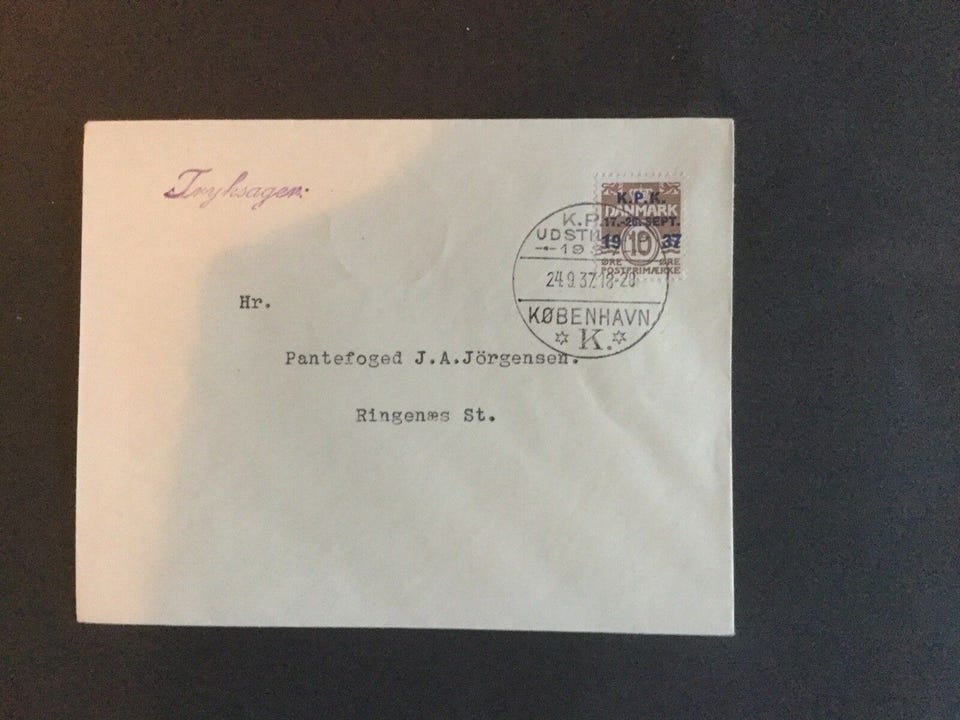 Tryksager.
K.P.K.
DANMARK
17.-26. SEPT.
19 10 37
ØRE ØRE
POSTFRIMÆRKE
K.P.
UDSTIL
193
24.9.37.18-20
KØBENHAVN
K.
Hr.
Pantefoged J.A.Jörgensen.
Ringenæs St.